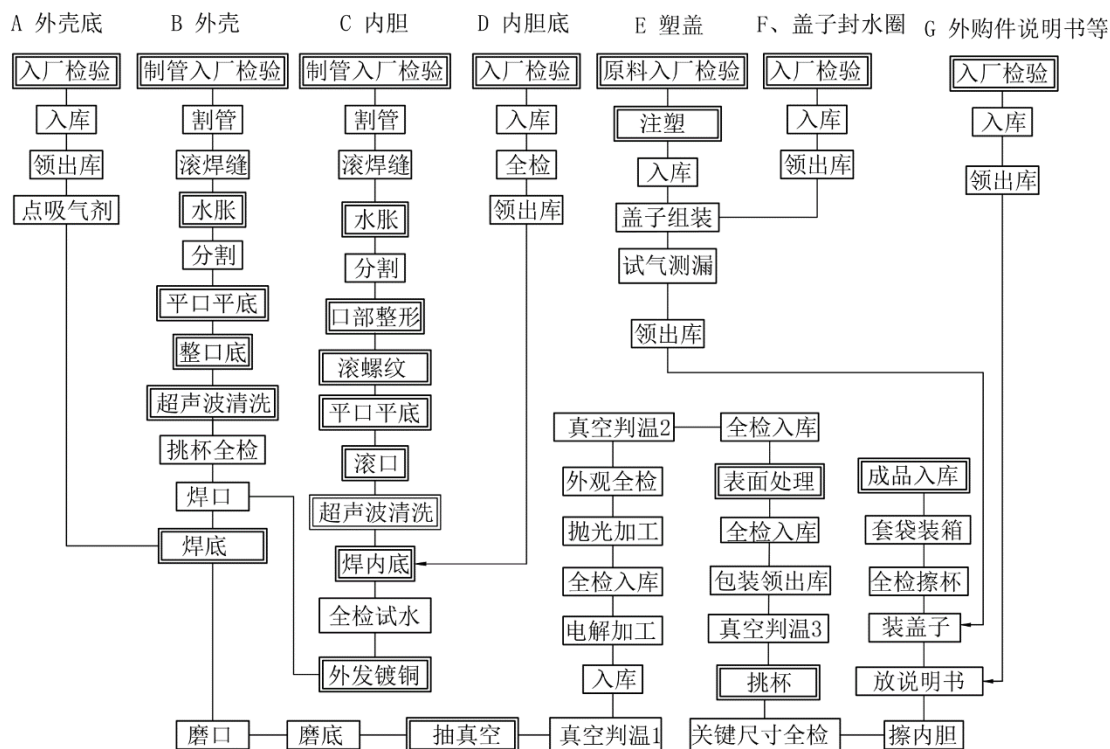 A 外壳底
B 外壳
C 内胆
D 内胆底
E 塑盖
F、盖子封水圈
G 外购件说明书等
入厂检验
入库
领出库
点吸气剂
制管入厂检验
割管
滚焊缝
水胀
分割
平口平底
整口底
超声波清洗
挑杯全检
焊口
焊底
磨口
制管入厂检验
割管
滚焊缝
水胀
分割
口部整形
滚螺纹
平口平底
滚口
超声波清洗
焊内底
全检试水
外发镀铜
磨底
入厂检验
入库
全检
领出库
抽真空
原料入厂检验
注塑
入库
盖子组装
试气测漏
领出库
入厂检验
入库
领出库
入厂检验
入库
领出库
真空判温2
外观全检
抛光加工
全检入库
电解加工
入库
真空判温1
全检入库
表面处理
全检入库
包装领出库
真空判温3
挑杯
关键尺寸全检
成品入库
套袋装箱
全检擦杯
装盖子
放说明书
擦内胆